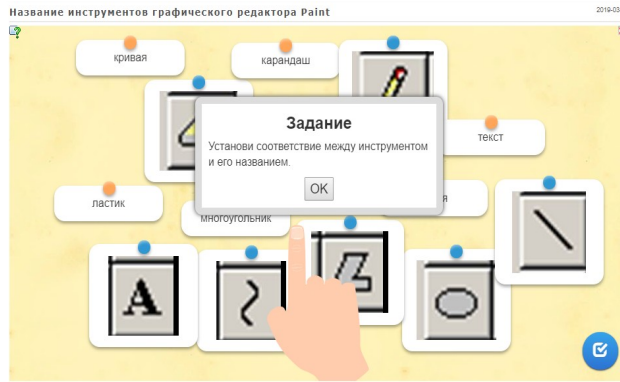 Название инструментов графического редактора Paint
2019-03
кривая
карандаш
Задание
Установи соответствие между инструментом
и его названием.
OK
текст
ластик
многоугольник
я
A